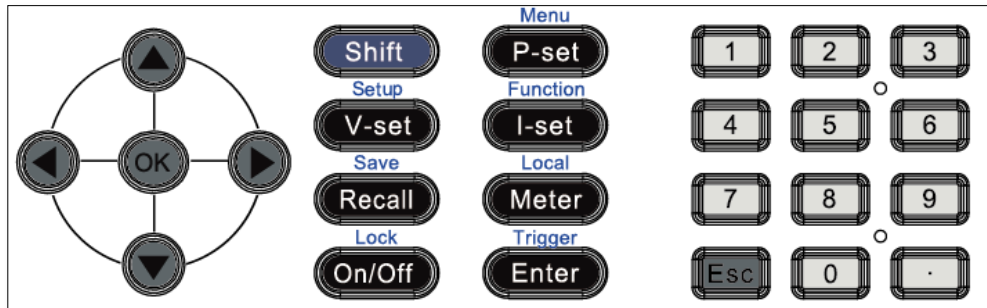 Menu
Shift P-set 1 2 3
Setup Function
V-set I-set 4 5 6
OK
Save Local
Recall Meter 7 8 9
Lock Trigger
On/Off Enter Esc 0 .